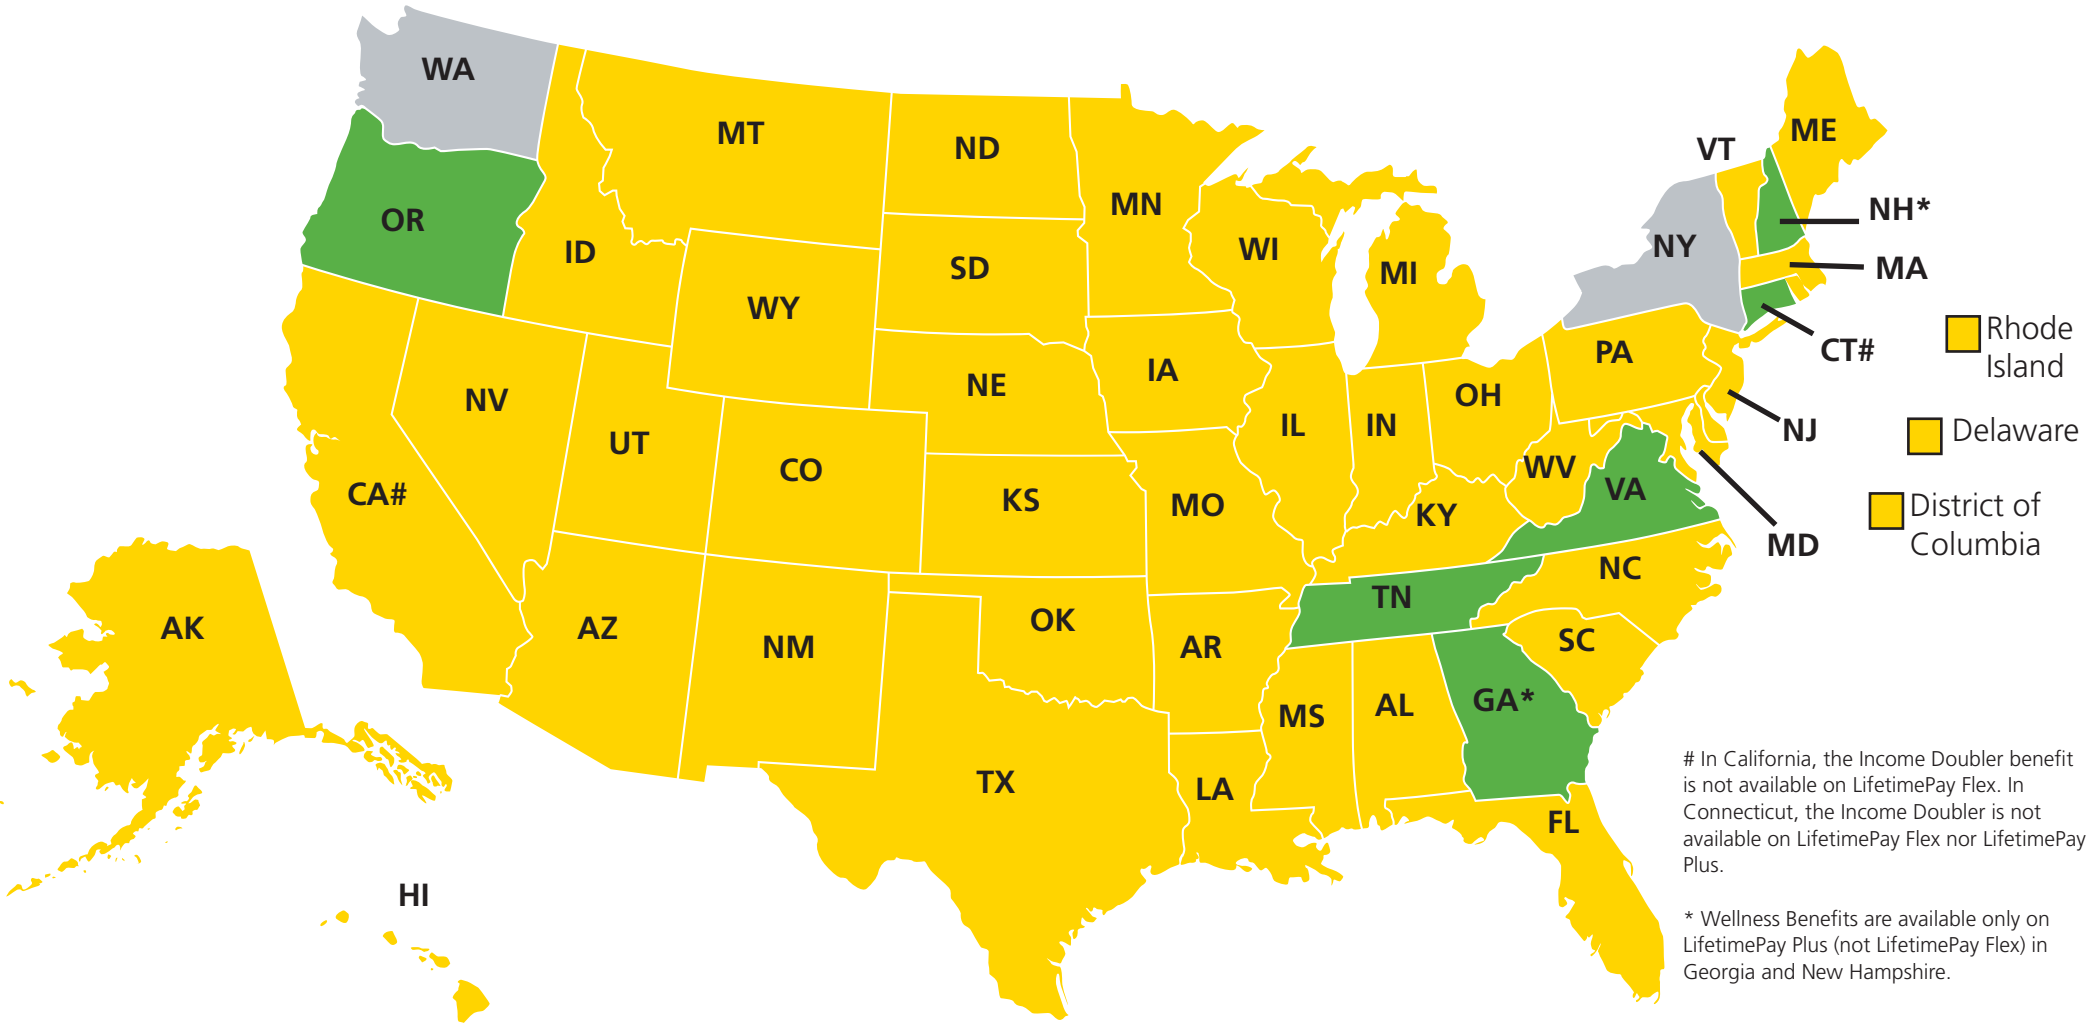 WA
MT
ND
MN
VT
ME
NH*
OR
ID
SD
WI
MI
NY
MA
WY
CT#
Rhode
Island
PA
NV
NE
IA
OH
UT
CO
IL
IN
NJ
Delaware
CA#
KS
MO
KY
WV
VA
District of
Columbia
MD
NC
AK
AZ
NM
OK
AR
TN
SC
MS
AL
GA*
TX
LA
FL
HI
# In California, the Income Doubler benefit
is not available on LifetimePay Flex. In
Connecticut, the Income Doubler is not
available on LifetimePay Flex nor LifetimePay
Plus.
* Wellness Benefits are available only on
LifetimePay Plus (not LifetimePay Flex) in
Georgia and New Hampshire.